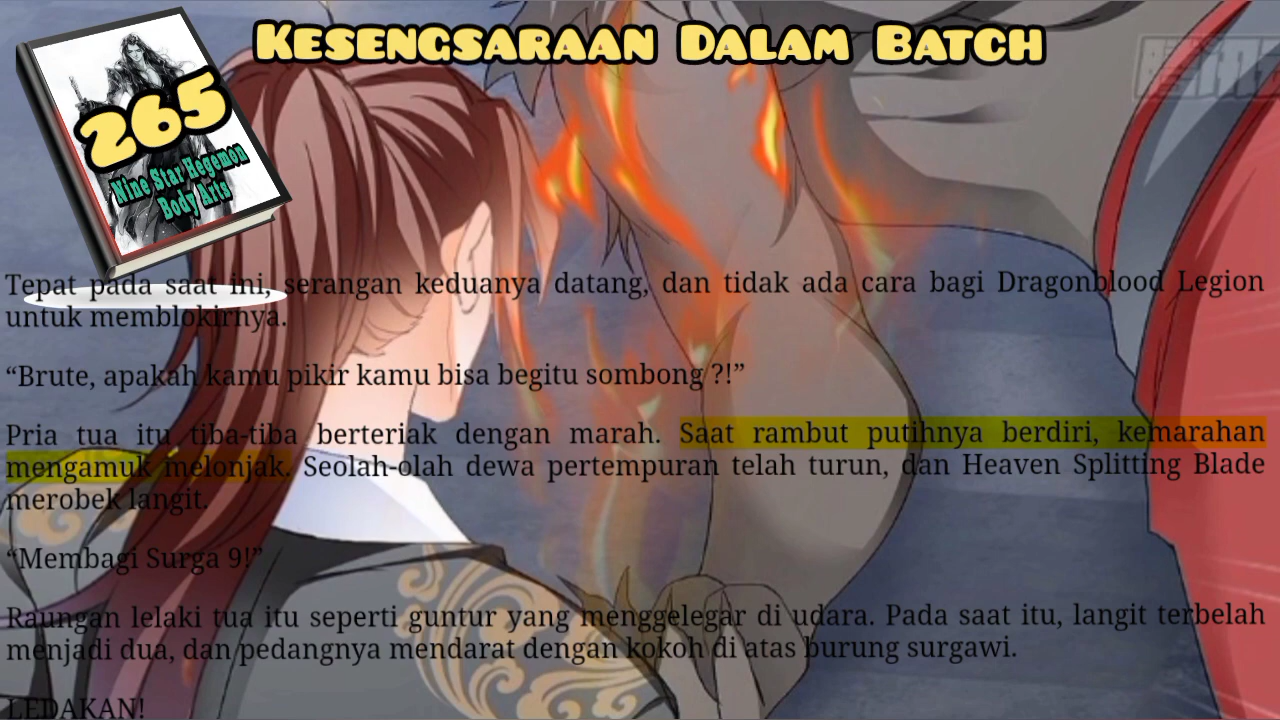 KESENGSARAAN DALAM BATCH
265
Nine Star Hegemon
Body Arts
Tepat pada saat ini, serangan keduanya datang, dan tidak ada cara bagi Dragonblood Legion
untuk memblokirnya.
“Brute, apakah kamu pikir kamu bisa begitu sombong ?!”
Pria tua itu tiba-tiba berteriak dengan marah. Saat rambut putihnya berdiri, kemarahan
mengamuk melonjak. Seolah-olah dewa pertempuran telah turun, dan Heaven Splitting Blade
merobek langit.
“Membagi Surga 9!”
Raungan lelaki tua itu seperti guntur yang menggelegar di udara. Pada saat itu, langit terbelah
menjadi dua, dan pedangnya mendarat dengan kokoh di atas burung surgawi.
LEDAKAN!